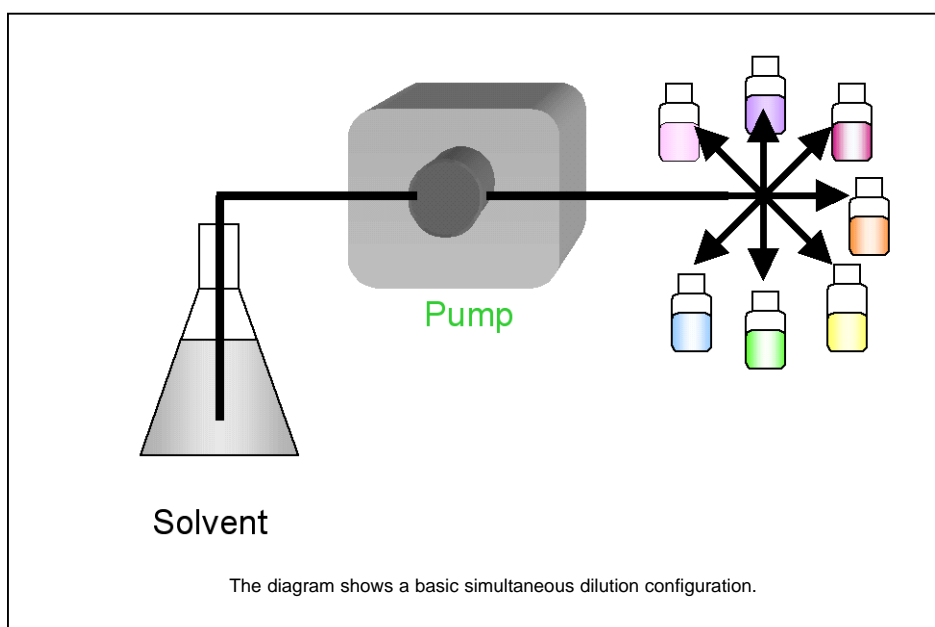 Pump
Solvent
The diagram shows a basic simultaneous dilution configuration.